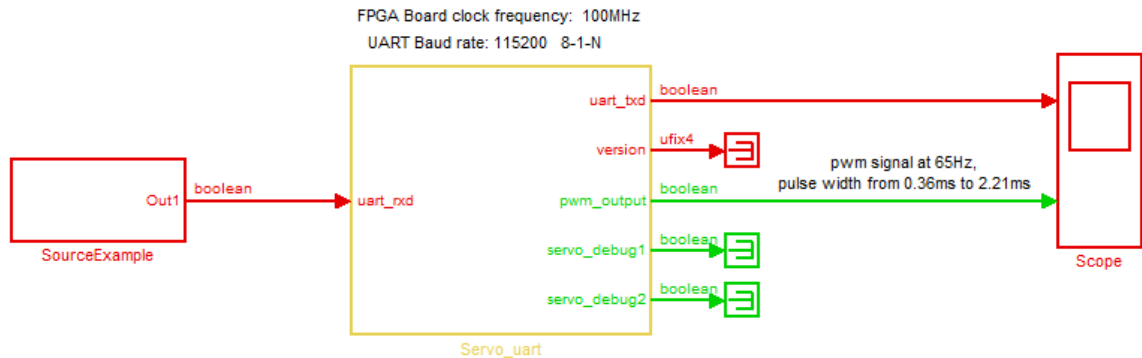 FPGA Board clock frequency:  100MHz
UART Baud rate: 115200   8-1-N
uart_txd
boolean
version
ufix4
Out1
boolean
uart_rxd
pwm signal at 65Hz,
pulse width from 0.36ms to 2.21ms
pwm_output
boolean
servo_debug1
boolean
servo_debug2
boolean
SourceExample
Scope
Servo_uart